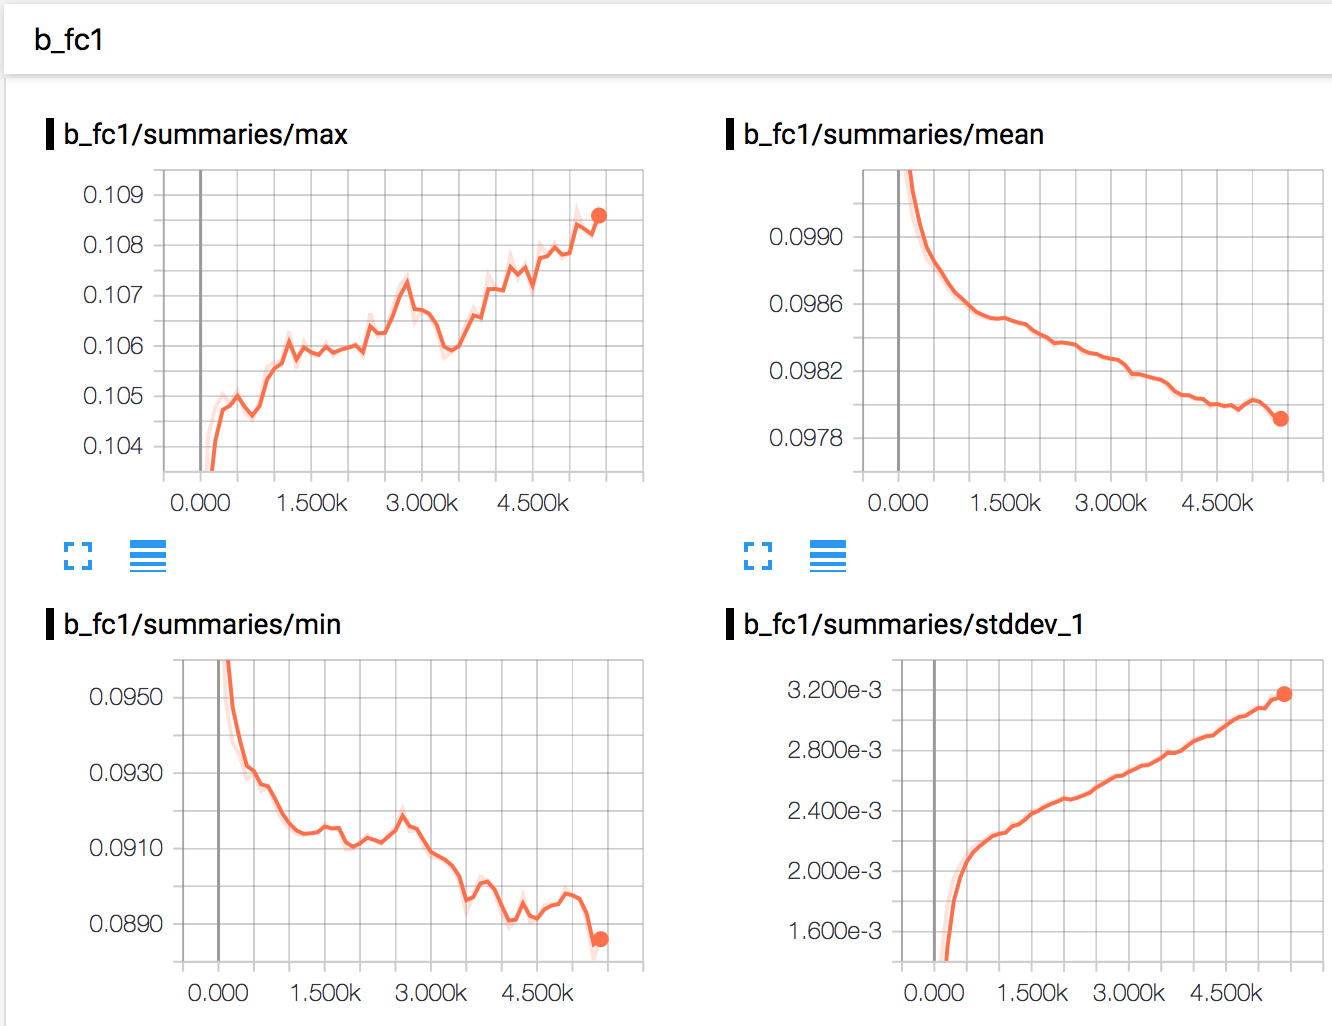 b_fc1
b_fc1/summaries/max
0.109
0.108
0.107
0.106
0.105
0.104
0.000 1.500k 3.000k 4.500k
b_fc1/summaries/mean
0.0990
0.0986
0.0982
0.0978
0.000 1.500k 3.000k 4.500k
b_fc1/summaries/min
0.0950
0.0930
0.0910
0.0890
0.000 1.500k 3.000k 4.500k
b_fc1/summaries/stddev_1
3.200e-3
2.800e-3
2.400e-3
2.000e-3
1.600e-3
0.000 1.500k 3.000k 4.500k